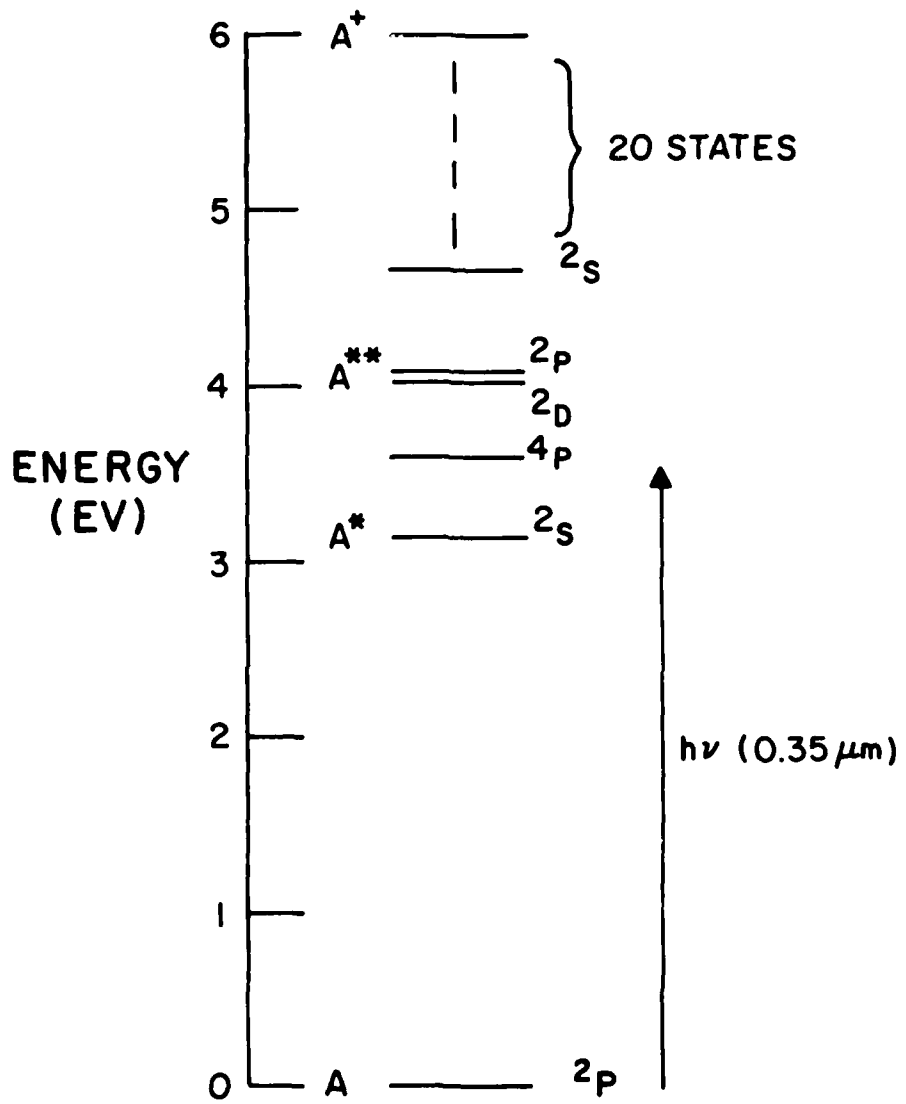 6 A⁺
20 STATES
5
²S
A** ²P
4
²D
⁴P
ENERGY
(EV)
A* ²S
3
2
hν (0.35 μm)
1
0 A ²P